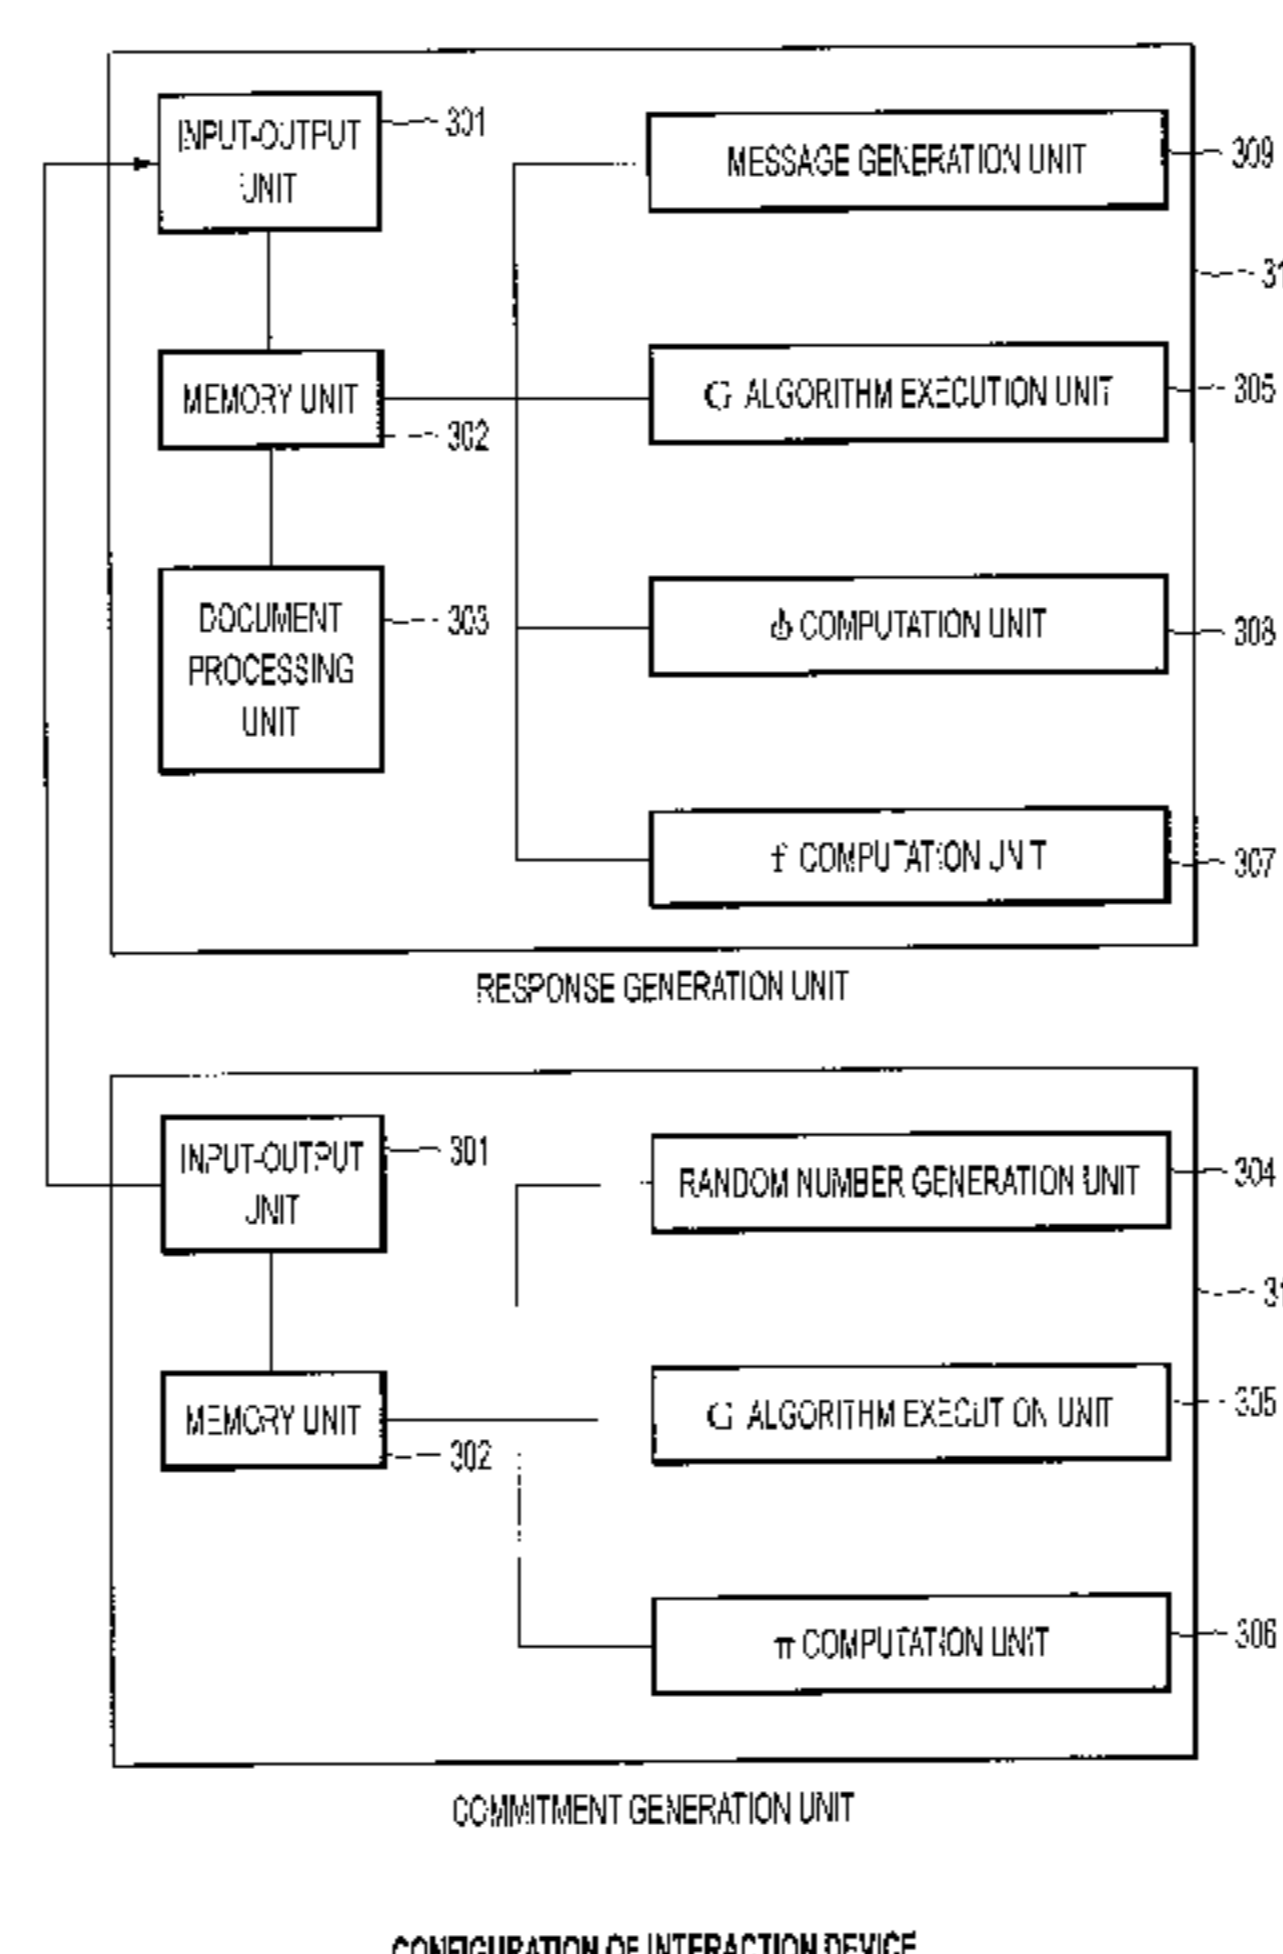 INPUT-OUTPUT
UNIT
301
MEMORY UNIT
302
DOCUMENT
PROCESSING
UNIT
303
MESSAGE GENERATION UNIT
309
G ALGORITHM EXECUTION UNIT
305
COMPUTATION UNIT
308
f COMPUTATION UNIT
307
RESPONSE GENERATION UNIT
INPUT-OUTPUT
UNIT
301
MEMORY UNIT
302
RANDOM NUMBER GENERATION UNIT
304
G ALGORITHM EXECUTION UNIT
305
π COMPUTATION UNIT
306
COMMITMENT GENERATION UNIT
CONFIGURATION OF INTERACTION DEVICE